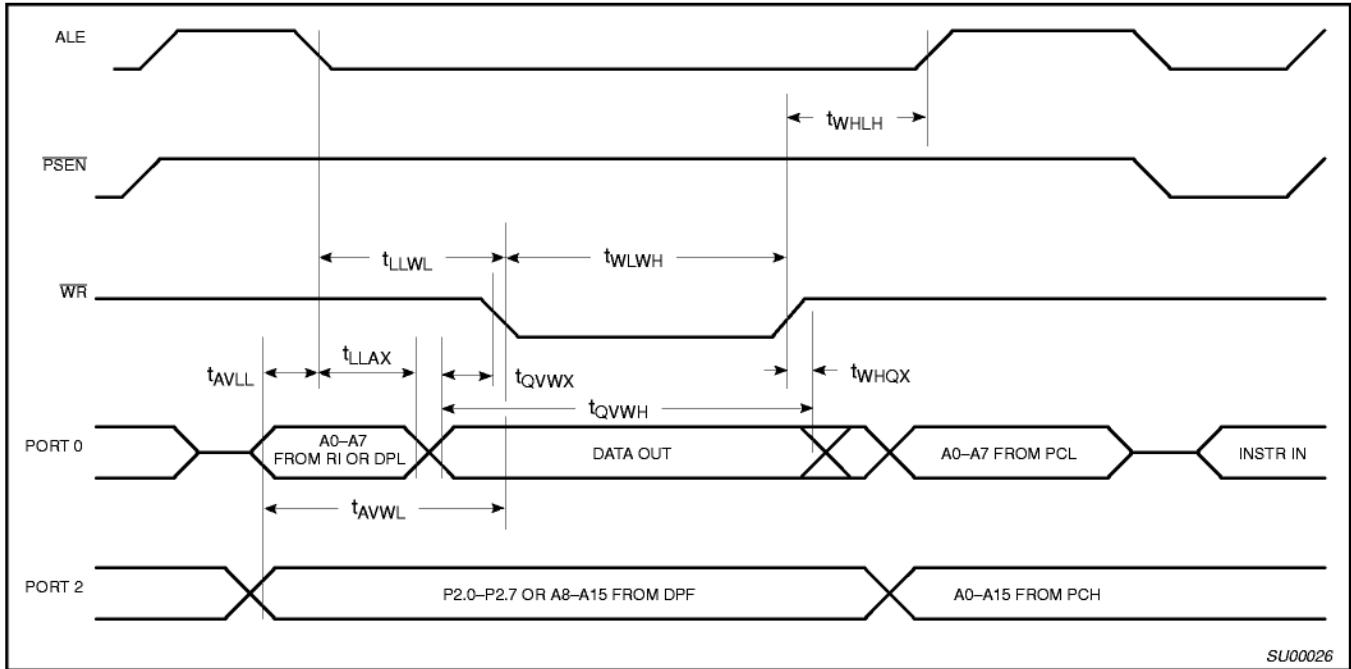 ALE
tWHLH
PSEN
tLLWL
tWLWH
WR
tAVLL
tLLAX
tQVWX
tWHQX
tQVWH
PORT 0
A0–A7
FROM RI OR DPL
DATA OUT
A0–A7 FROM PCL
INSTR IN
tAVWL
PORT 2
P2.0–P2.7 OR A8–A15 FROM DPF
A0–A15 FROM PCH
SU00026